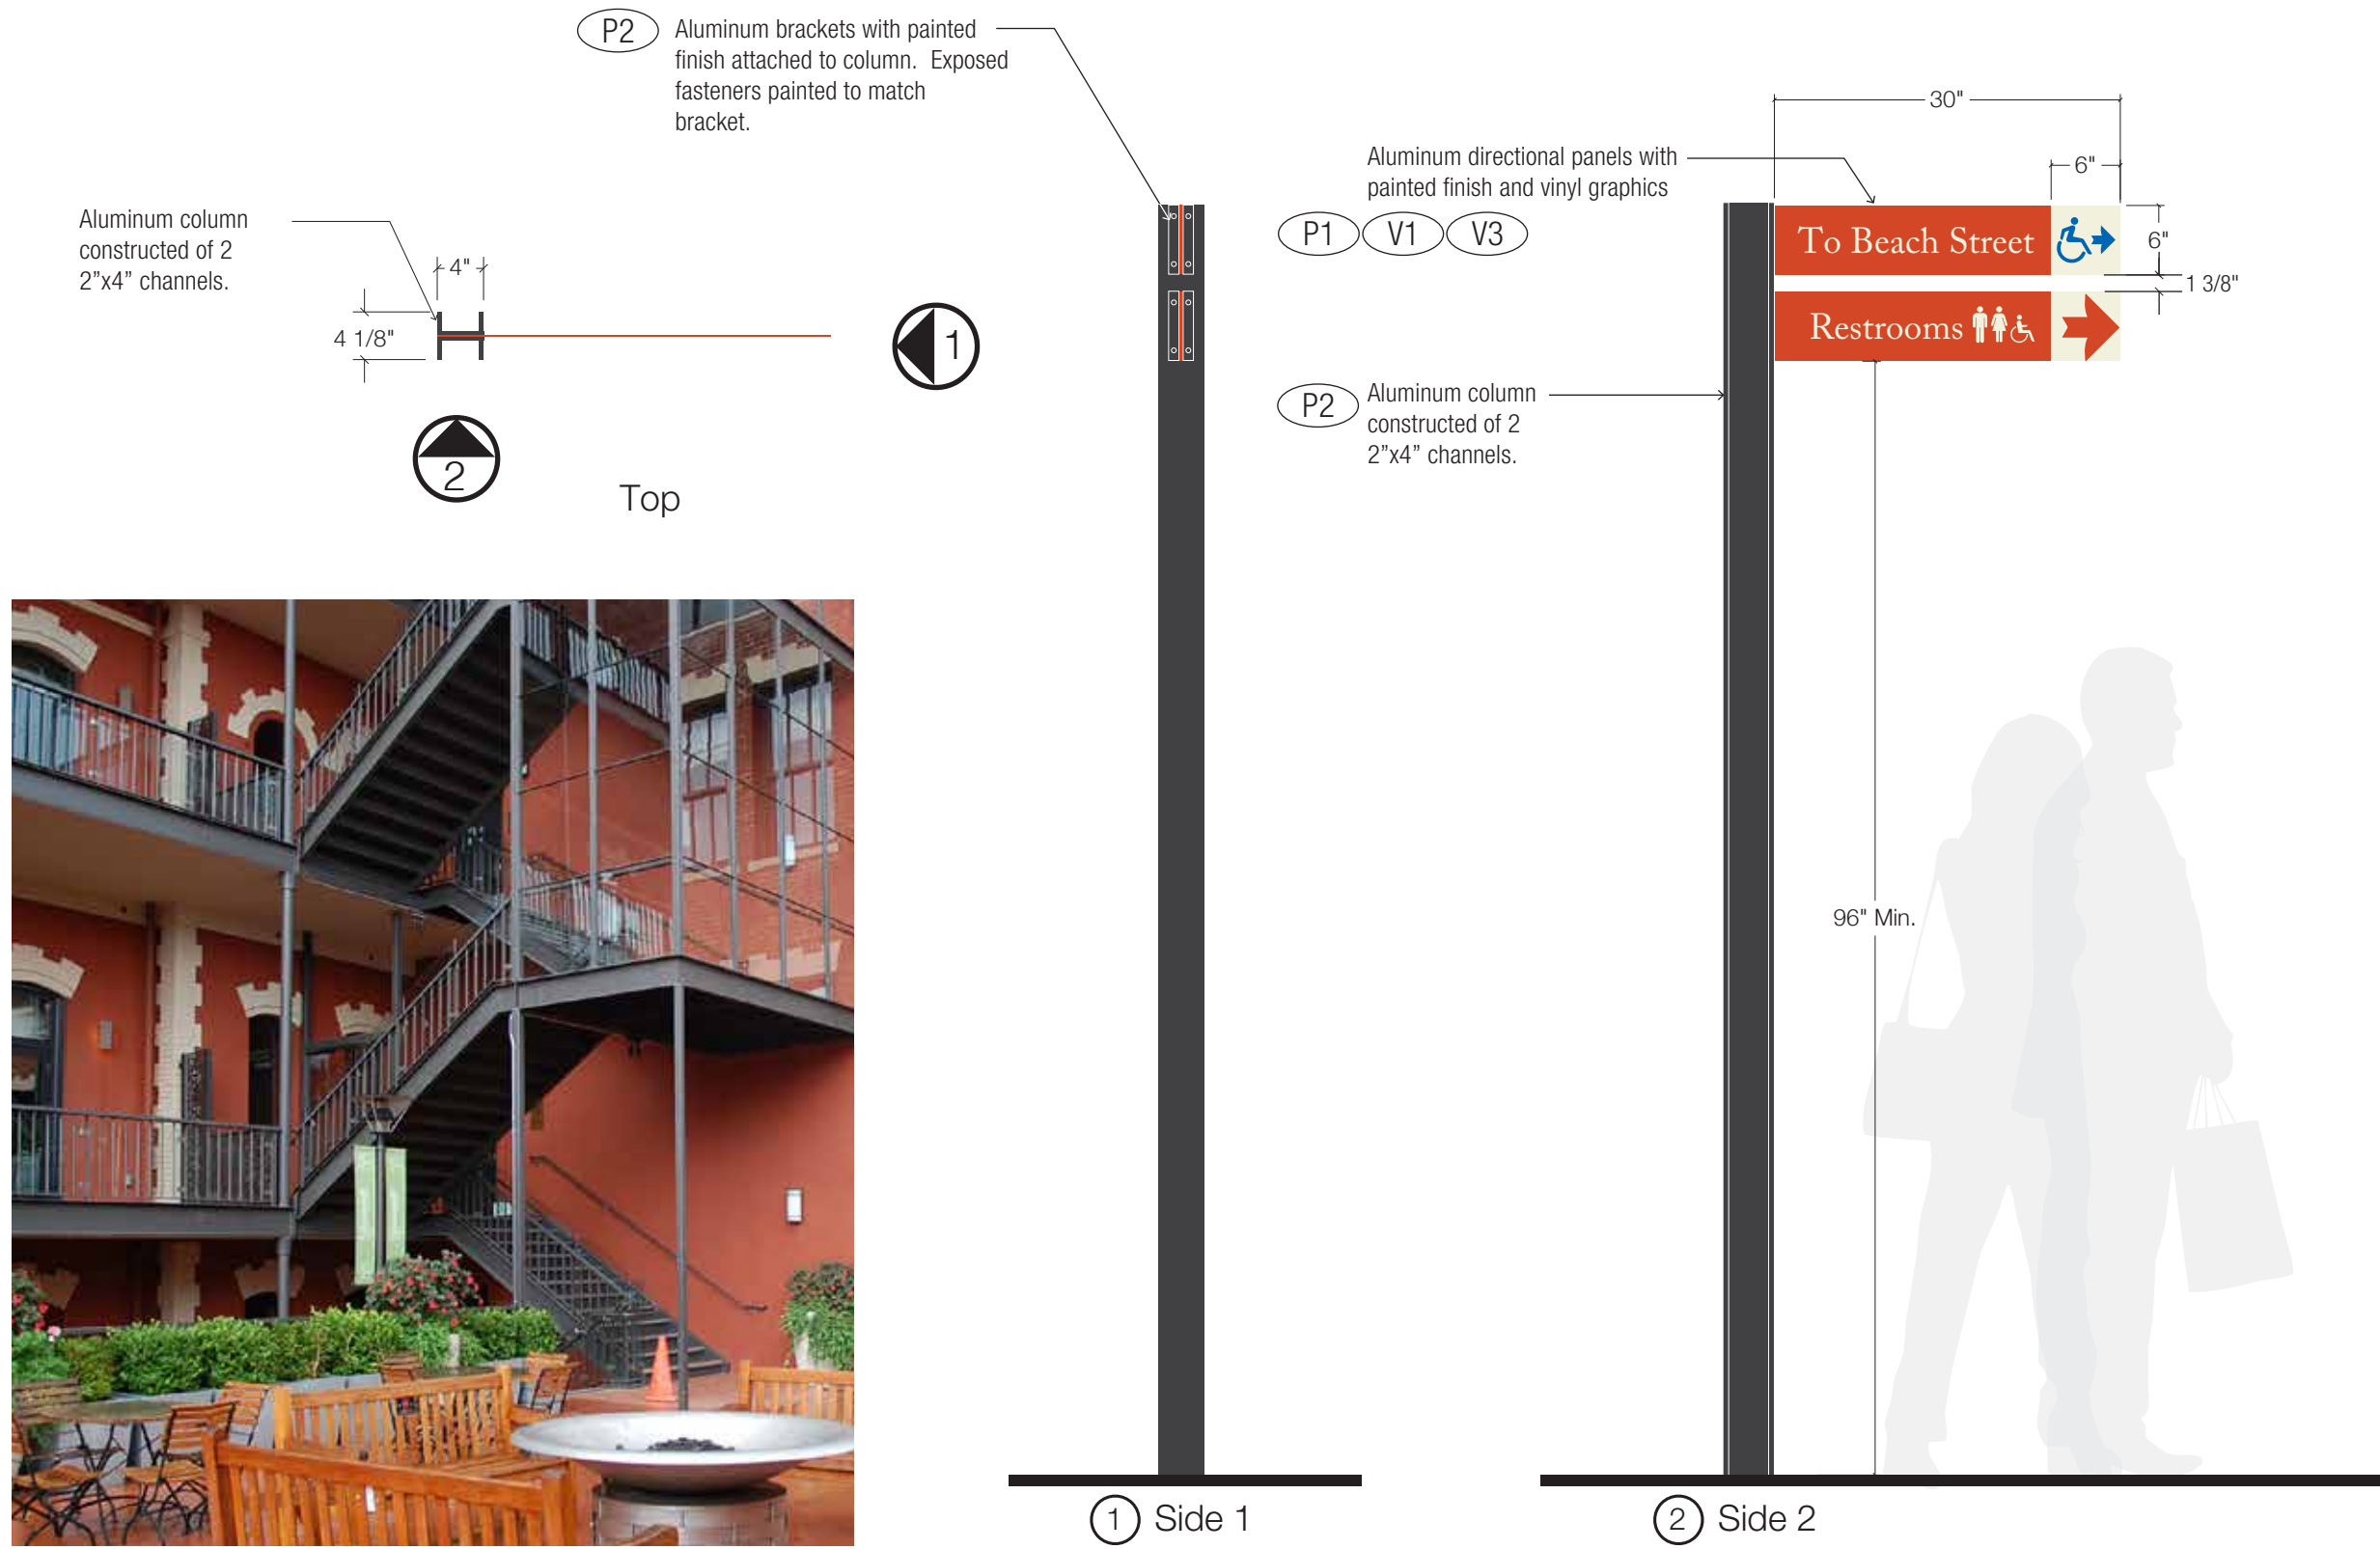 P2
Aluminum brackets with painted
finish attached to column.  Exposed
fasteners painted to match
bracket.
Aluminum column
constructed of 2
2”x4” channels.
4"
4 1/8"
1
2
Top
30"
6"
Aluminum directional panels with
painted finish and vinyl graphics
P1 V1 V3
To Beach Street
6"
1 3/8"
Restrooms
P2
Aluminum column
constructed of 2
2”x4” channels.
96" Min.
1 Side 1
2 Side 2